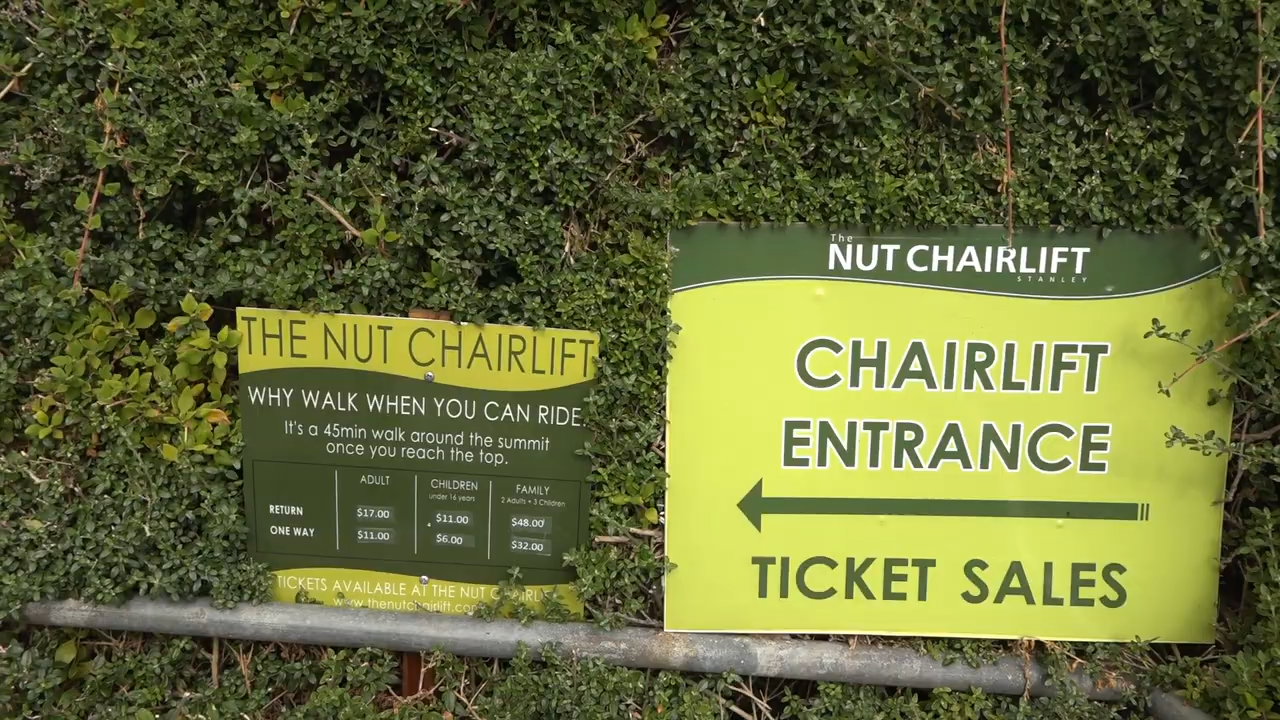 THE NUT CHAIRLIFT
WHY WALK WHEN YOU CAN RIDE.
It's a 45min walk around the summit
once you reach the top.
ADULT CHILDREN FAMILY
under 16 years 2 Adults + 3 Children
RETURN $17.00 $11.00 $48.00
ONE WAY $11.00 $6.00 $32.00
TICKETS AVAILABLE AT THE NUT
www.thenutchairlift.com
The
NUT CHAIRLIFT
STANLEY
CHAIRLIFT
ENTRANCE
TICKET SALES